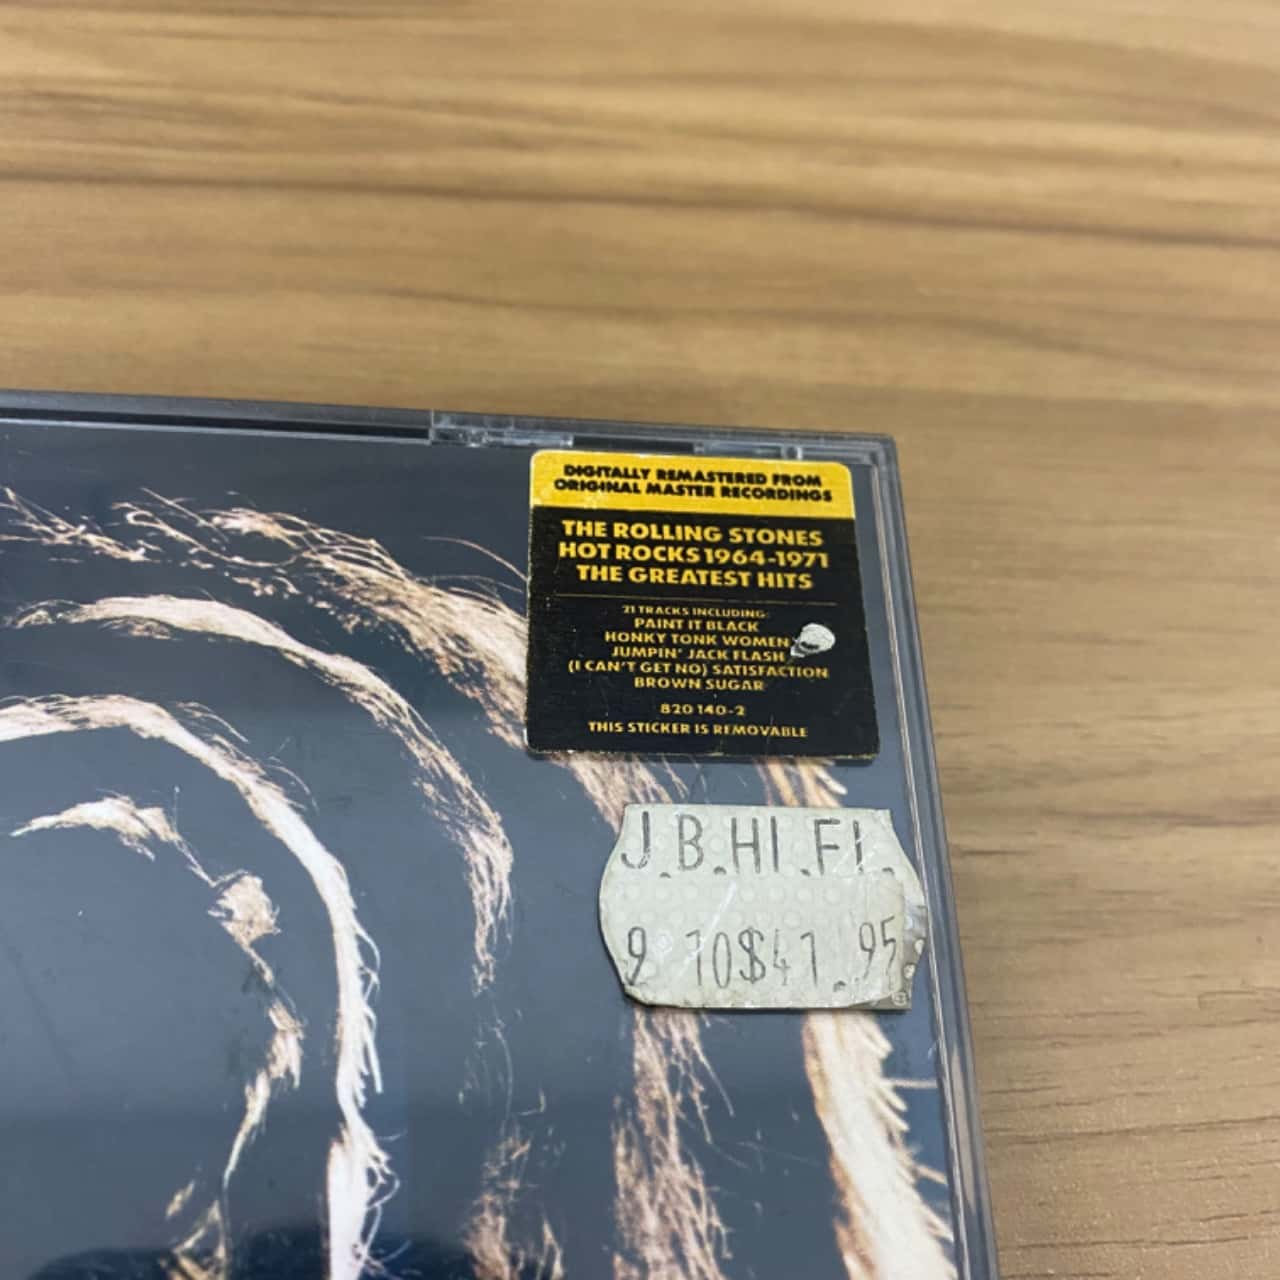 DIGITALLY REMASTERED FROM
ORIGINAL MASTER RECORDINGS
THE ROLLING STONES
HOT ROCKS 1964-1971
THE GREATEST HITS
21 TRACKS INCLUDING:
PAINT IT BLACK
HONKY TONK WOMEN
JUMPIN' JACK FLASH
(I CAN'T GET NO) SATISFACTION
BROWN SUGAR
820 140-2
THIS STICKER IS REMOVABLE
J.B.HI.FI.
9 10$41.95